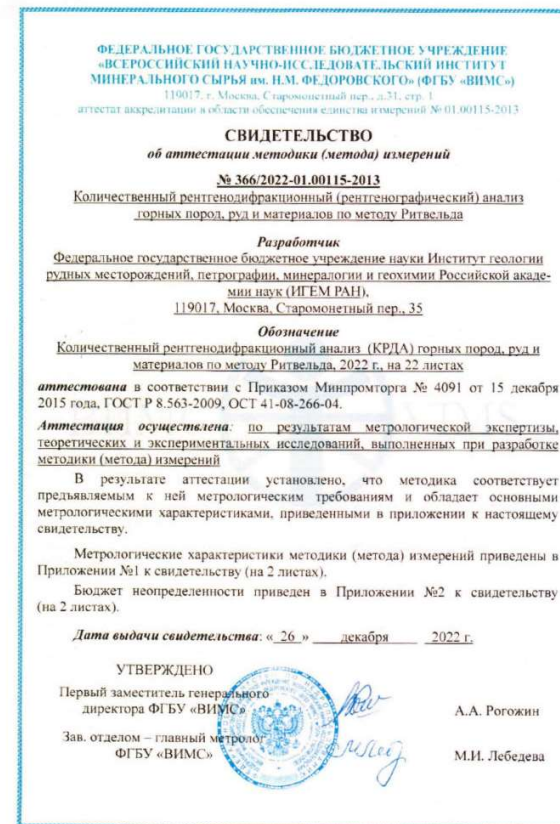 ФЕДЕРАЛЬНОЕ ГОСУДАРСТВЕННОЕ БЮДЖЕТНОЕ УЧРЕЖДЕНИЕ
«ВСЕРОССИЙСКИЙ НАУЧНО-ИССЛЕДОВАТЕЛЬСКИЙ ИНСТИТУТ
МИНЕРАЛЬНОГО СЫРЬЯ им. Н.М. ФЕДОРОВСКОГО» (ФГБУ «ВИМС»)
119017, г. Москва, Старомонетный пер., д.31, стр. 1
аттестат аккредитации в области обеспечения единства измерений № 01.00115-2013
СВИДЕТЕЛЬСТВО
об аттестации методики (метода) измерений
№ 366/2022-01.00115-2013
Количественный рентгенодифракционный (рентгенографический) анализ
горных пород, руд и материалов по методу Ритвельда
Разработчик
Федеральное государственное бюджетное учреждение науки Институт геологии
рудных месторождений, петрографии, минералогии и геохимии Российской акаде-
мии наук (ИГЕМ РАН),
119017, Москва, Старомонетный пер., 35
Обозначение
Количественный рентгенодифракционный анализ (КРДА) горных пород, руд и
материалов по методу Ритвельда, 2022 г., на 22 листах
аттестована в соответствии с Приказом Минпромторга № 4091 от 15 декабря
2015 года, ГОСТ Р 8.563-2009, ОСТ 41-08-266-04.
Аттестация осуществлена: по результатам метрологической экспертизы,
теоретических и экспериментальных исследований, выполненных при разработке
методики (метода) измерений
В результате аттестации установлено, что методика соответствует
предъявляемым к ней метрологическим требованиям и обладает основными
метрологическими характеристиками, приведенными в приложении к настоящему
свидетельству.
Метрологические характеристики методики (метода) измерений приведены в
Приложении №1 к свидетельству (на 2 листах).
Бюджет неопределенности приведен в Приложении №2 к свидетельству
(на 2 листах).
Дата выдачи свидетельства: « 26 » декабря 2022 г.
УТВЕРЖДЕНО
Первый заместитель генерального
директора ФГБУ «ВИМС»
А.А. Рогожин
Зав. отделом – главный метролог
ФГБУ «ВИМС»
М.И. Лебедева